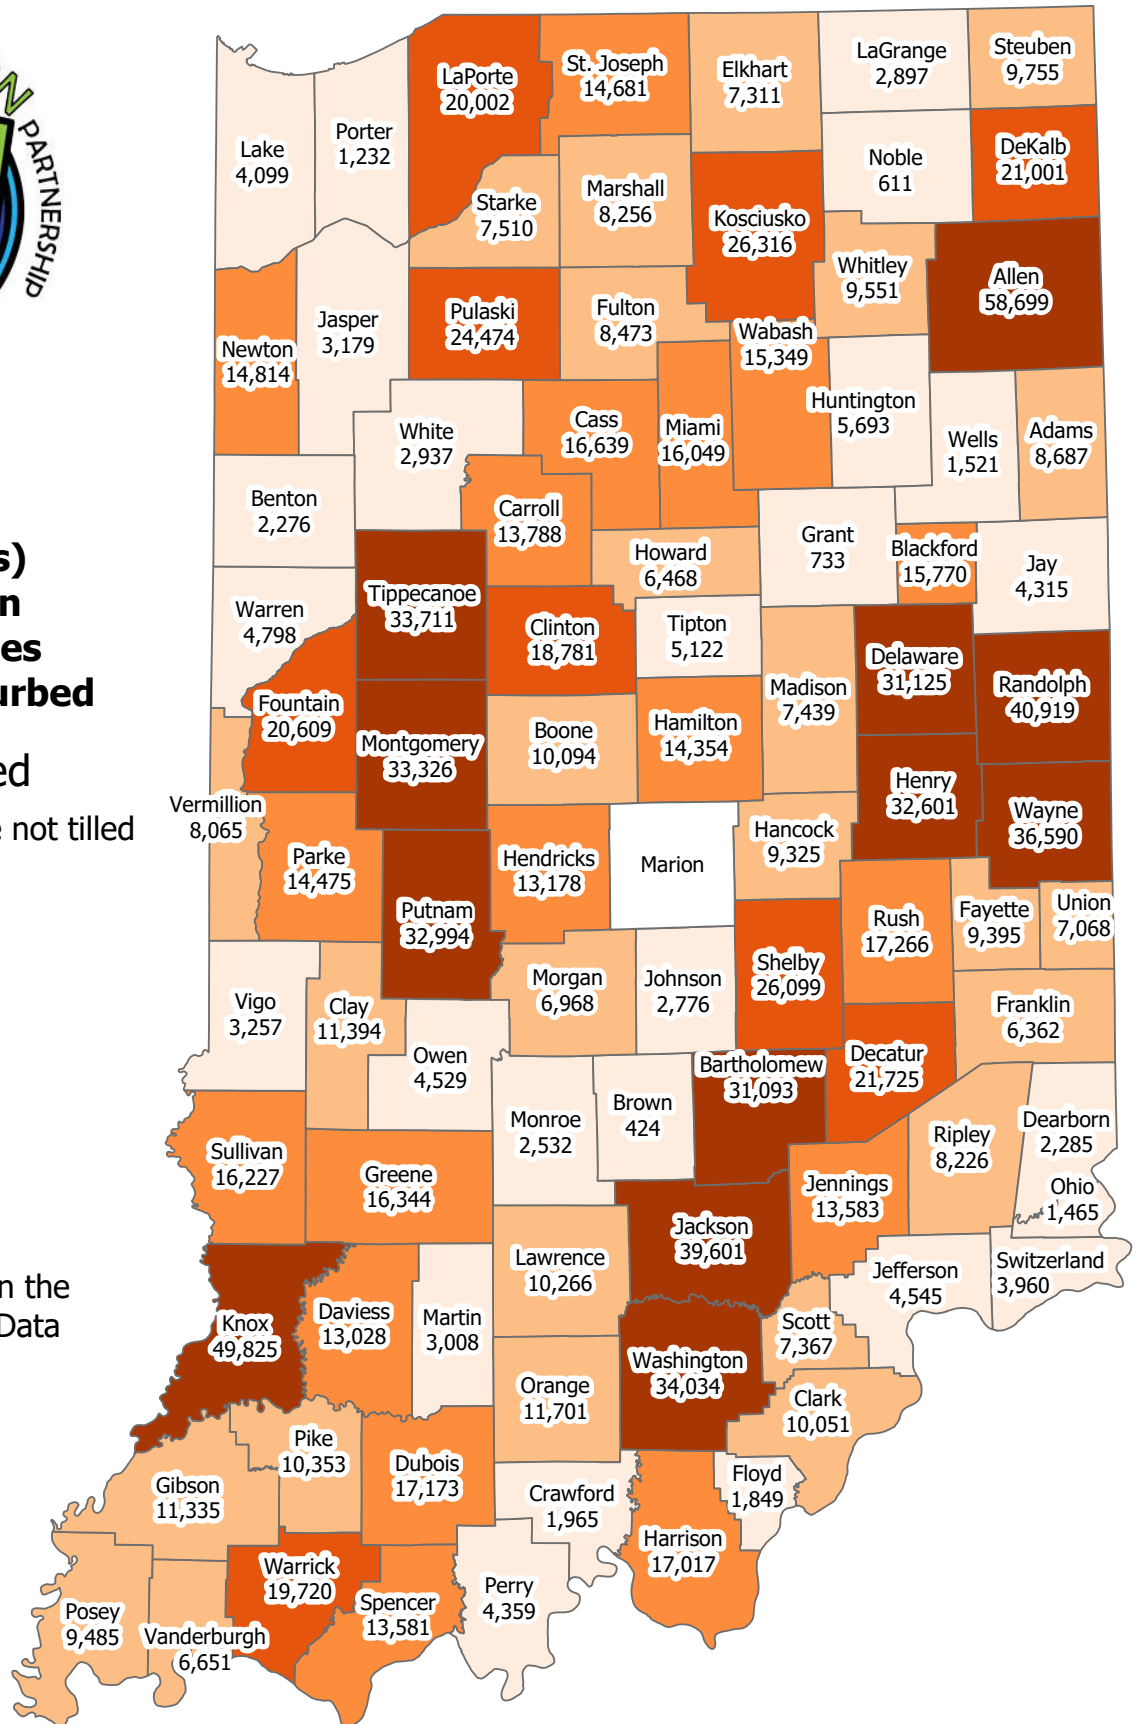 N PARTNERSHIP
s)
n
es
urbed
ed
e not tilled
n the
Data
LaPorte
20,002
St. Joseph
14,681
Elkhart
7,311
LaGrange
2,897
Steuben
9,755
Lake
4,099
Porter
1,232
Noble
611
DeKalb
21,001
Starke
7,510
Marshall
8,256
Kosciusko
26,316
Whitley
9,551
Allen
58,699
Newton
14,814
Jasper
3,179
Pulaski
24,474
Fulton
8,473
Wabash
15,349
Huntington
5,693
White
2,937
Cass
16,639
Miami
16,049
Wells
1,521
Adams
8,687
Benton
2,276
Carroll
13,788
Howard
6,468
Grant
733
Blackford
15,770
Jay
4,315
Warren
4,798
Tippecanoe
33,711
Clinton
18,781
Tipton
5,122
Delaware
31,125
Randolph
40,919
Fountain
20,609
Montgomery
33,326
Boone
10,094
Hamilton
14,354
Madison
7,439
Henry
32,601
Wayne
36,590
Vermillion
8,065
Parke
14,475
Putnam
32,994
Hendricks
13,178
Marion
Hancock
9,325
Rush
17,266
Fayette
9,395
Union
7,068
Vigo
3,257
Clay
11,394
Owen
4,529
Morgan
6,968
Johnson
2,776
Shelby
26,099
Franklin
6,362
Decatur
21,725
Bartholomew
31,093
Monroe
2,532
Brown
424
Sullivan
16,227
Greene
16,344
Jennings
13,583
Ripley
8,226
Dearborn
2,285
Ohio
1,465
Jackson
39,601
Lawrence
10,266
Jefferson
4,545
Switzerland
3,960
Knox
49,825
Daviess
13,028
Martin
3,008
Scott
7,367
Washington
34,034
Orange
11,701
Clark
10,051
Pike
10,353
Dubois
17,173
Gibson
11,335
Crawford
1,965
Floyd
1,849
Harrison
17,017
Warrick
19,720
Perry
4,359
Spencer
13,581
Posey
9,485
Vanderburgh
6,651